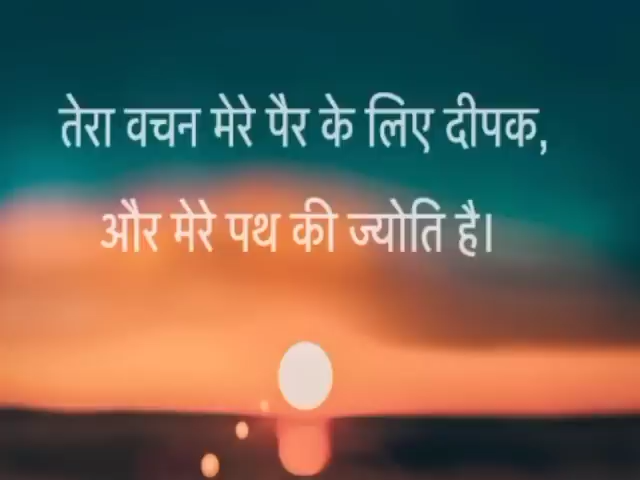 तेरा वचन मेरे पैर के लिए दीपक,
और मेरे पथ की ज्योति है।